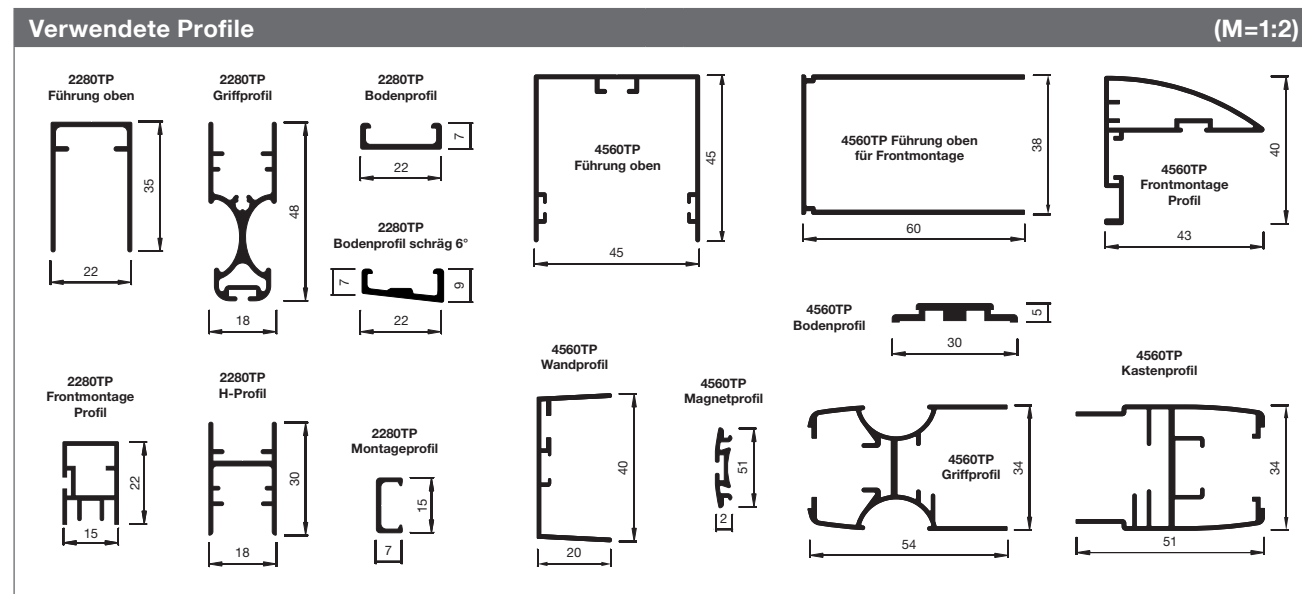 Verwendete Profile (M=1:2)
2280TP
Führung oben
35
22
2280TP
Griffprofil
48
18
2280TP
Bodenprofil
7
22
2280TP
Bodenprofil schräg 6°
7
9
22
4560TP
Führung oben
45
45
4560TP Führung oben
für Frontmontage
38
60
4560TP
Frontmontage
Profil
40
43
4560TP
Bodenprofil
5
30
2280TP
Frontmontage
Profil
22
15
2280TP
H-Profil
30
18
2280TP
Montageprofil
15
7
4560TP
Wandprofil
40
20
4560TP
Magnetprofil
51
2
4560TP
Griffprofil
34
54
4560TP
Kastenprofil
34
51